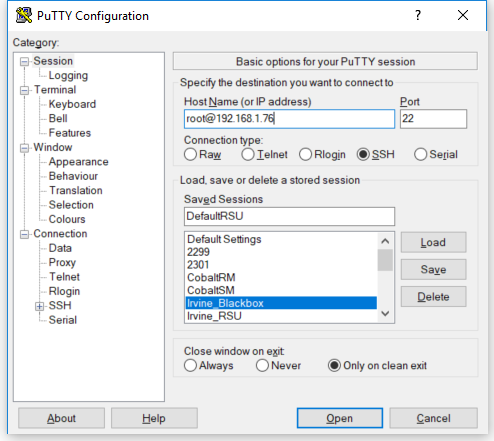 PuTTY Configuration
?
Category:
Session
Logging
Terminal
Keyboard
Bell
Features
Window
Appearance
Behaviour
Translation
Selection
Colours
Connection
Data
Proxy
Telnet
Rlogin
SSH
Serial
Basic options for your PuTTY session
Specify the destination you want to connect to
Host Name (or IP address) Port
root@192.168.1.76 22
Connection type:
Raw Telnet Rlogin SSH Serial
Load, save or delete a stored session
Saved Sessions
DefaultRSU
Default Settings
2299
2301
CobaltRM
CobaltSM
Irvine_Blackbox
Irvine_RSU
Load
Save
Delete
Close window on exit:
Always Never Only on clean exit
About Help Open Cancel